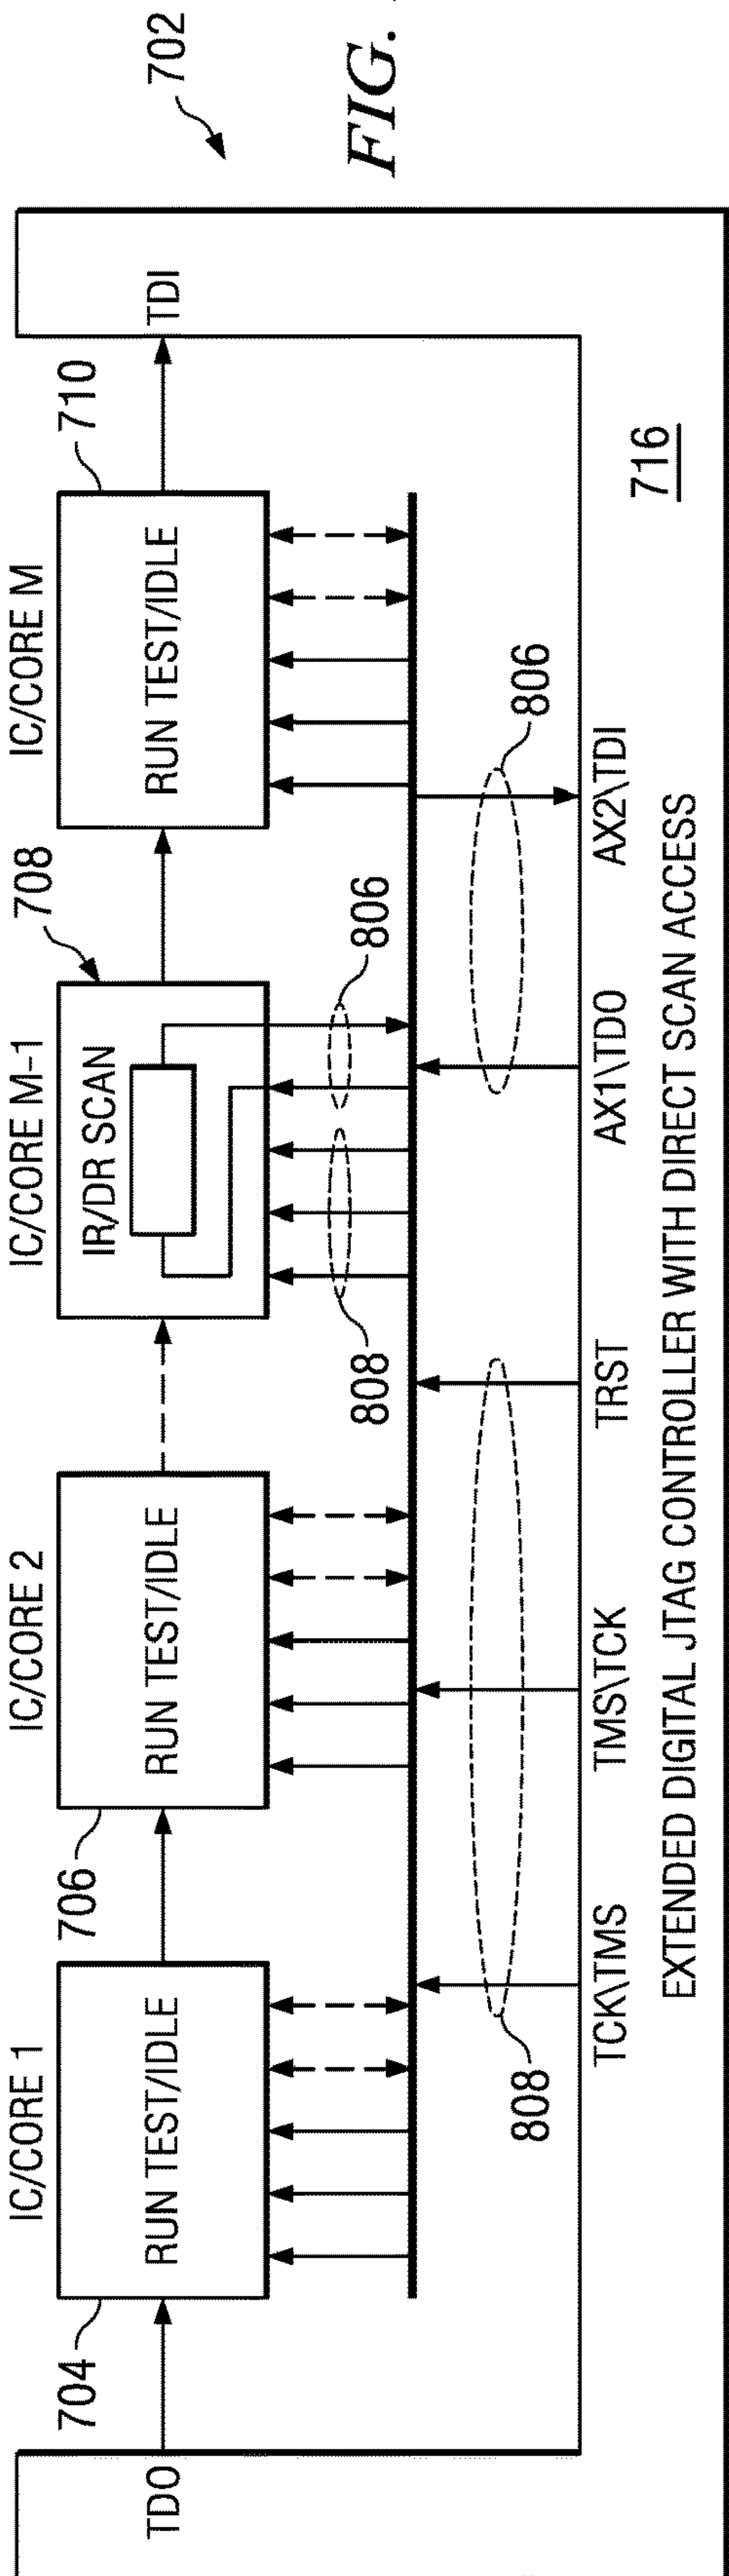 702
FIG.
IC/CORE 1
IC/CORE 2
IC/CORE M-1
IC/CORE M
704
706
708
710
TDO
RUN TEST/IDLE
RUN TEST/IDLE
IR/DR SCAN
RUN TEST/IDLE
TDI
808
806
808
806
TCK\TMS
TMS\TCK
TRST
AX1\TDO
AX2\TDI
716
EXTENDED DIGITAL JTAG CONTROLLER WITH DIRECT SCAN ACCESS